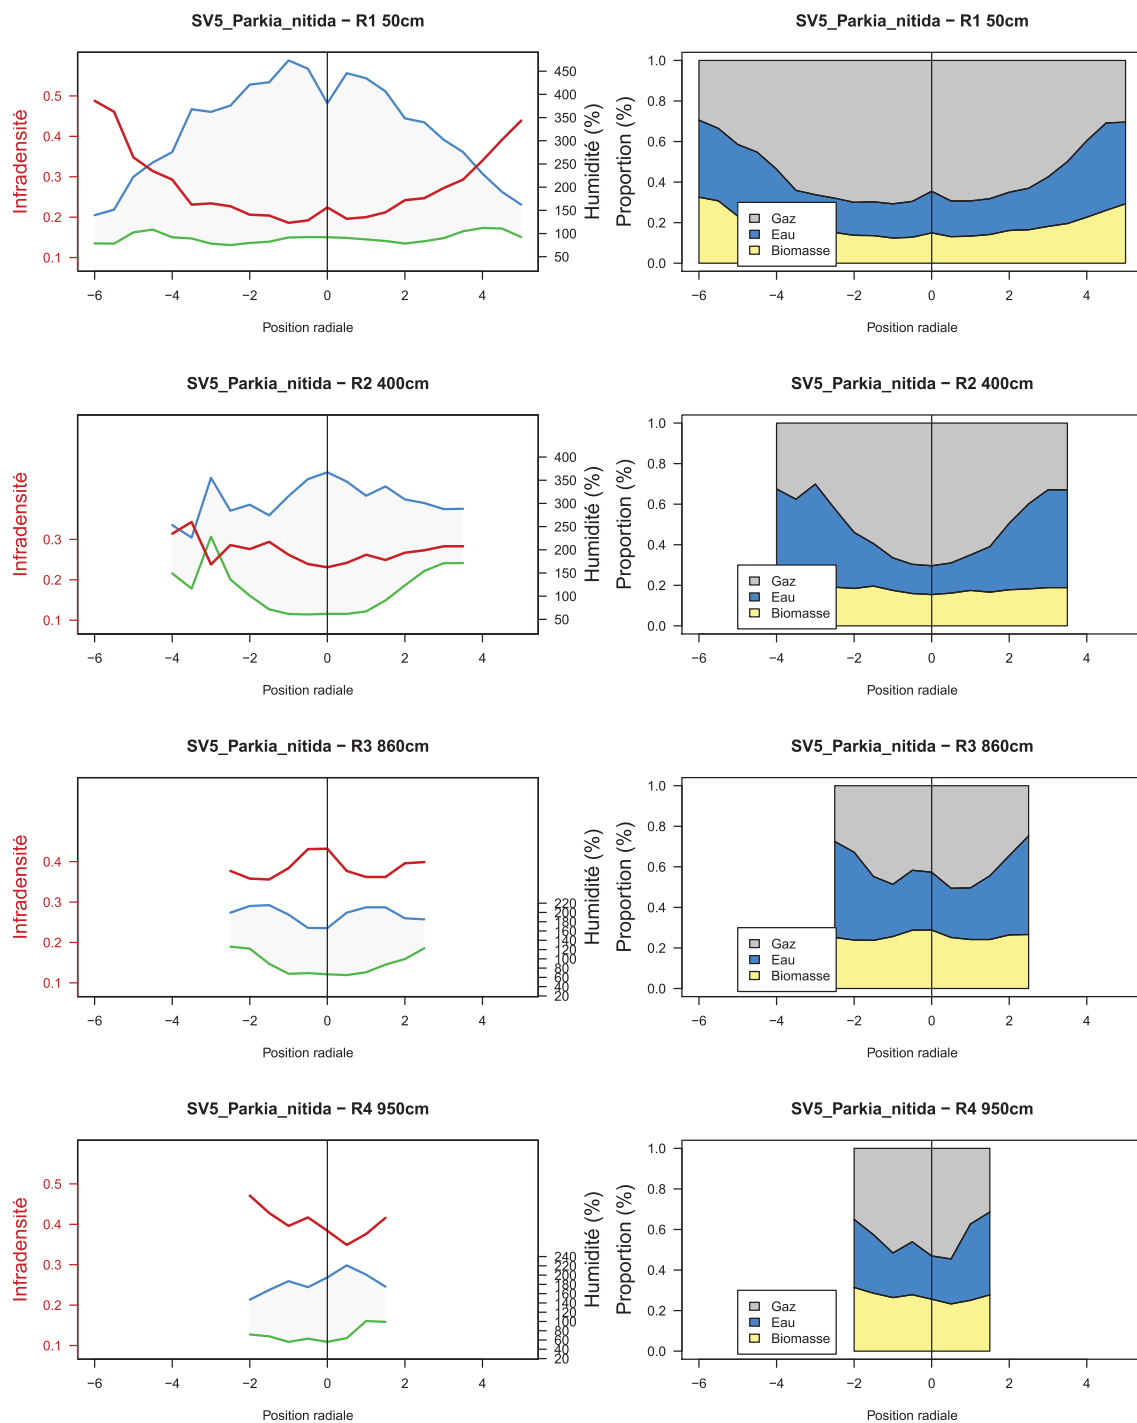 SV5_Parkia_nitida − R1 50cm
SV5_Parkia_nitida − R1 50cm
Infradensité
0.5
0.4
0.3
0.2
0.1
450
400
350
300
250
200
150
100
50
Humidité (%)
−6 −4 −2 0 2 4
Position radiale
Proportion (%)
1.0
0.8
0.6
0.4
0.2
0.0
Gaz
Eau
Biomasse
−6 −4 −2 0 2 4
Position radiale
SV5_Parkia_nitida − R2 400cm
SV5_Parkia_nitida − R2 400cm
Infradensité
0.3
0.2
0.1
400
350
300
250
200
150
100
50
Humidité (%)
−6 −4 −2 0 2 4
Position radiale
Proportion (%)
1.0
0.8
0.6
0.4
0.2
0.0
Gaz
Eau
Biomasse
−6 −4 −2 0 2 4
Position radiale
SV5_Parkia_nitida − R3 860cm
SV5_Parkia_nitida − R3 860cm
Infradensité
0.4
0.3
0.2
0.1
220
200
180
160
140
120
100
80
60
40
20
Humidité (%)
−6 −4 −2 0 2 4
Position radiale
Proportion (%)
1.0
0.8
0.6
0.4
0.2
0.0
Gaz
Eau
Biomasse
−6 −4 −2 0 2 4
Position radiale
SV5_Parkia_nitida − R4 950cm
SV5_Parkia_nitida − R4 950cm
Infradensité
0.5
0.4
0.3
0.2
0.1
240
220
200
180
160
140
120
100
80
60
40
20
Humidité (%)
−6 −4 −2 0 2 4
Position radiale
Proportion (%)
1.0
0.8
0.6
0.4
0.2
0.0
Gaz
Eau
Biomasse
−6 −4 −2 0 2 4
Position radiale